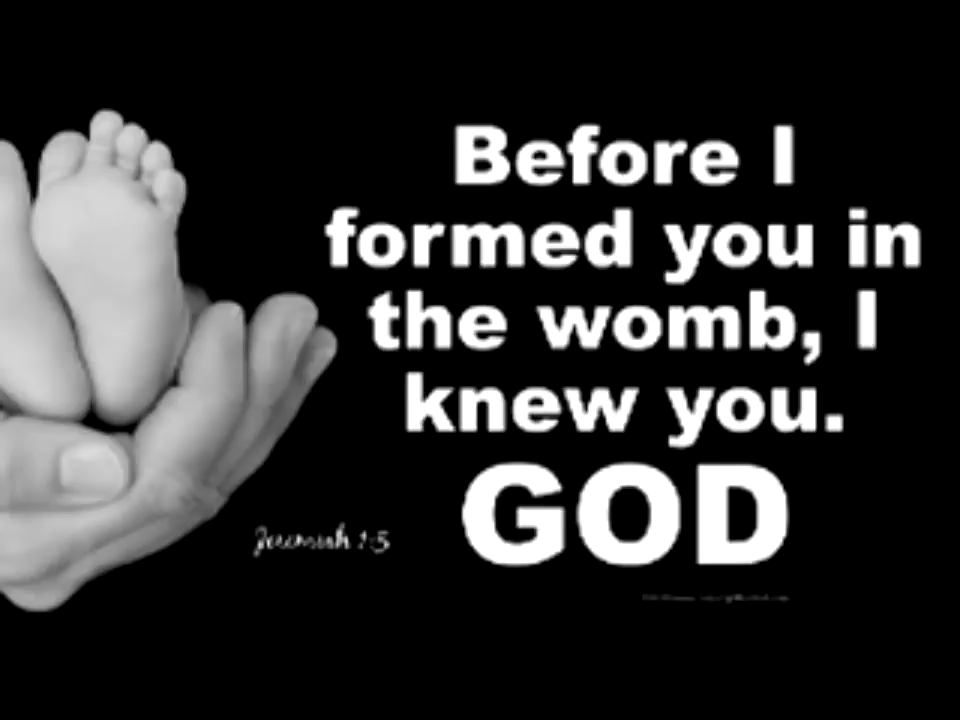 Before I
formed you in
the womb, I
knew you.
GOD
Jeremiah 1:5